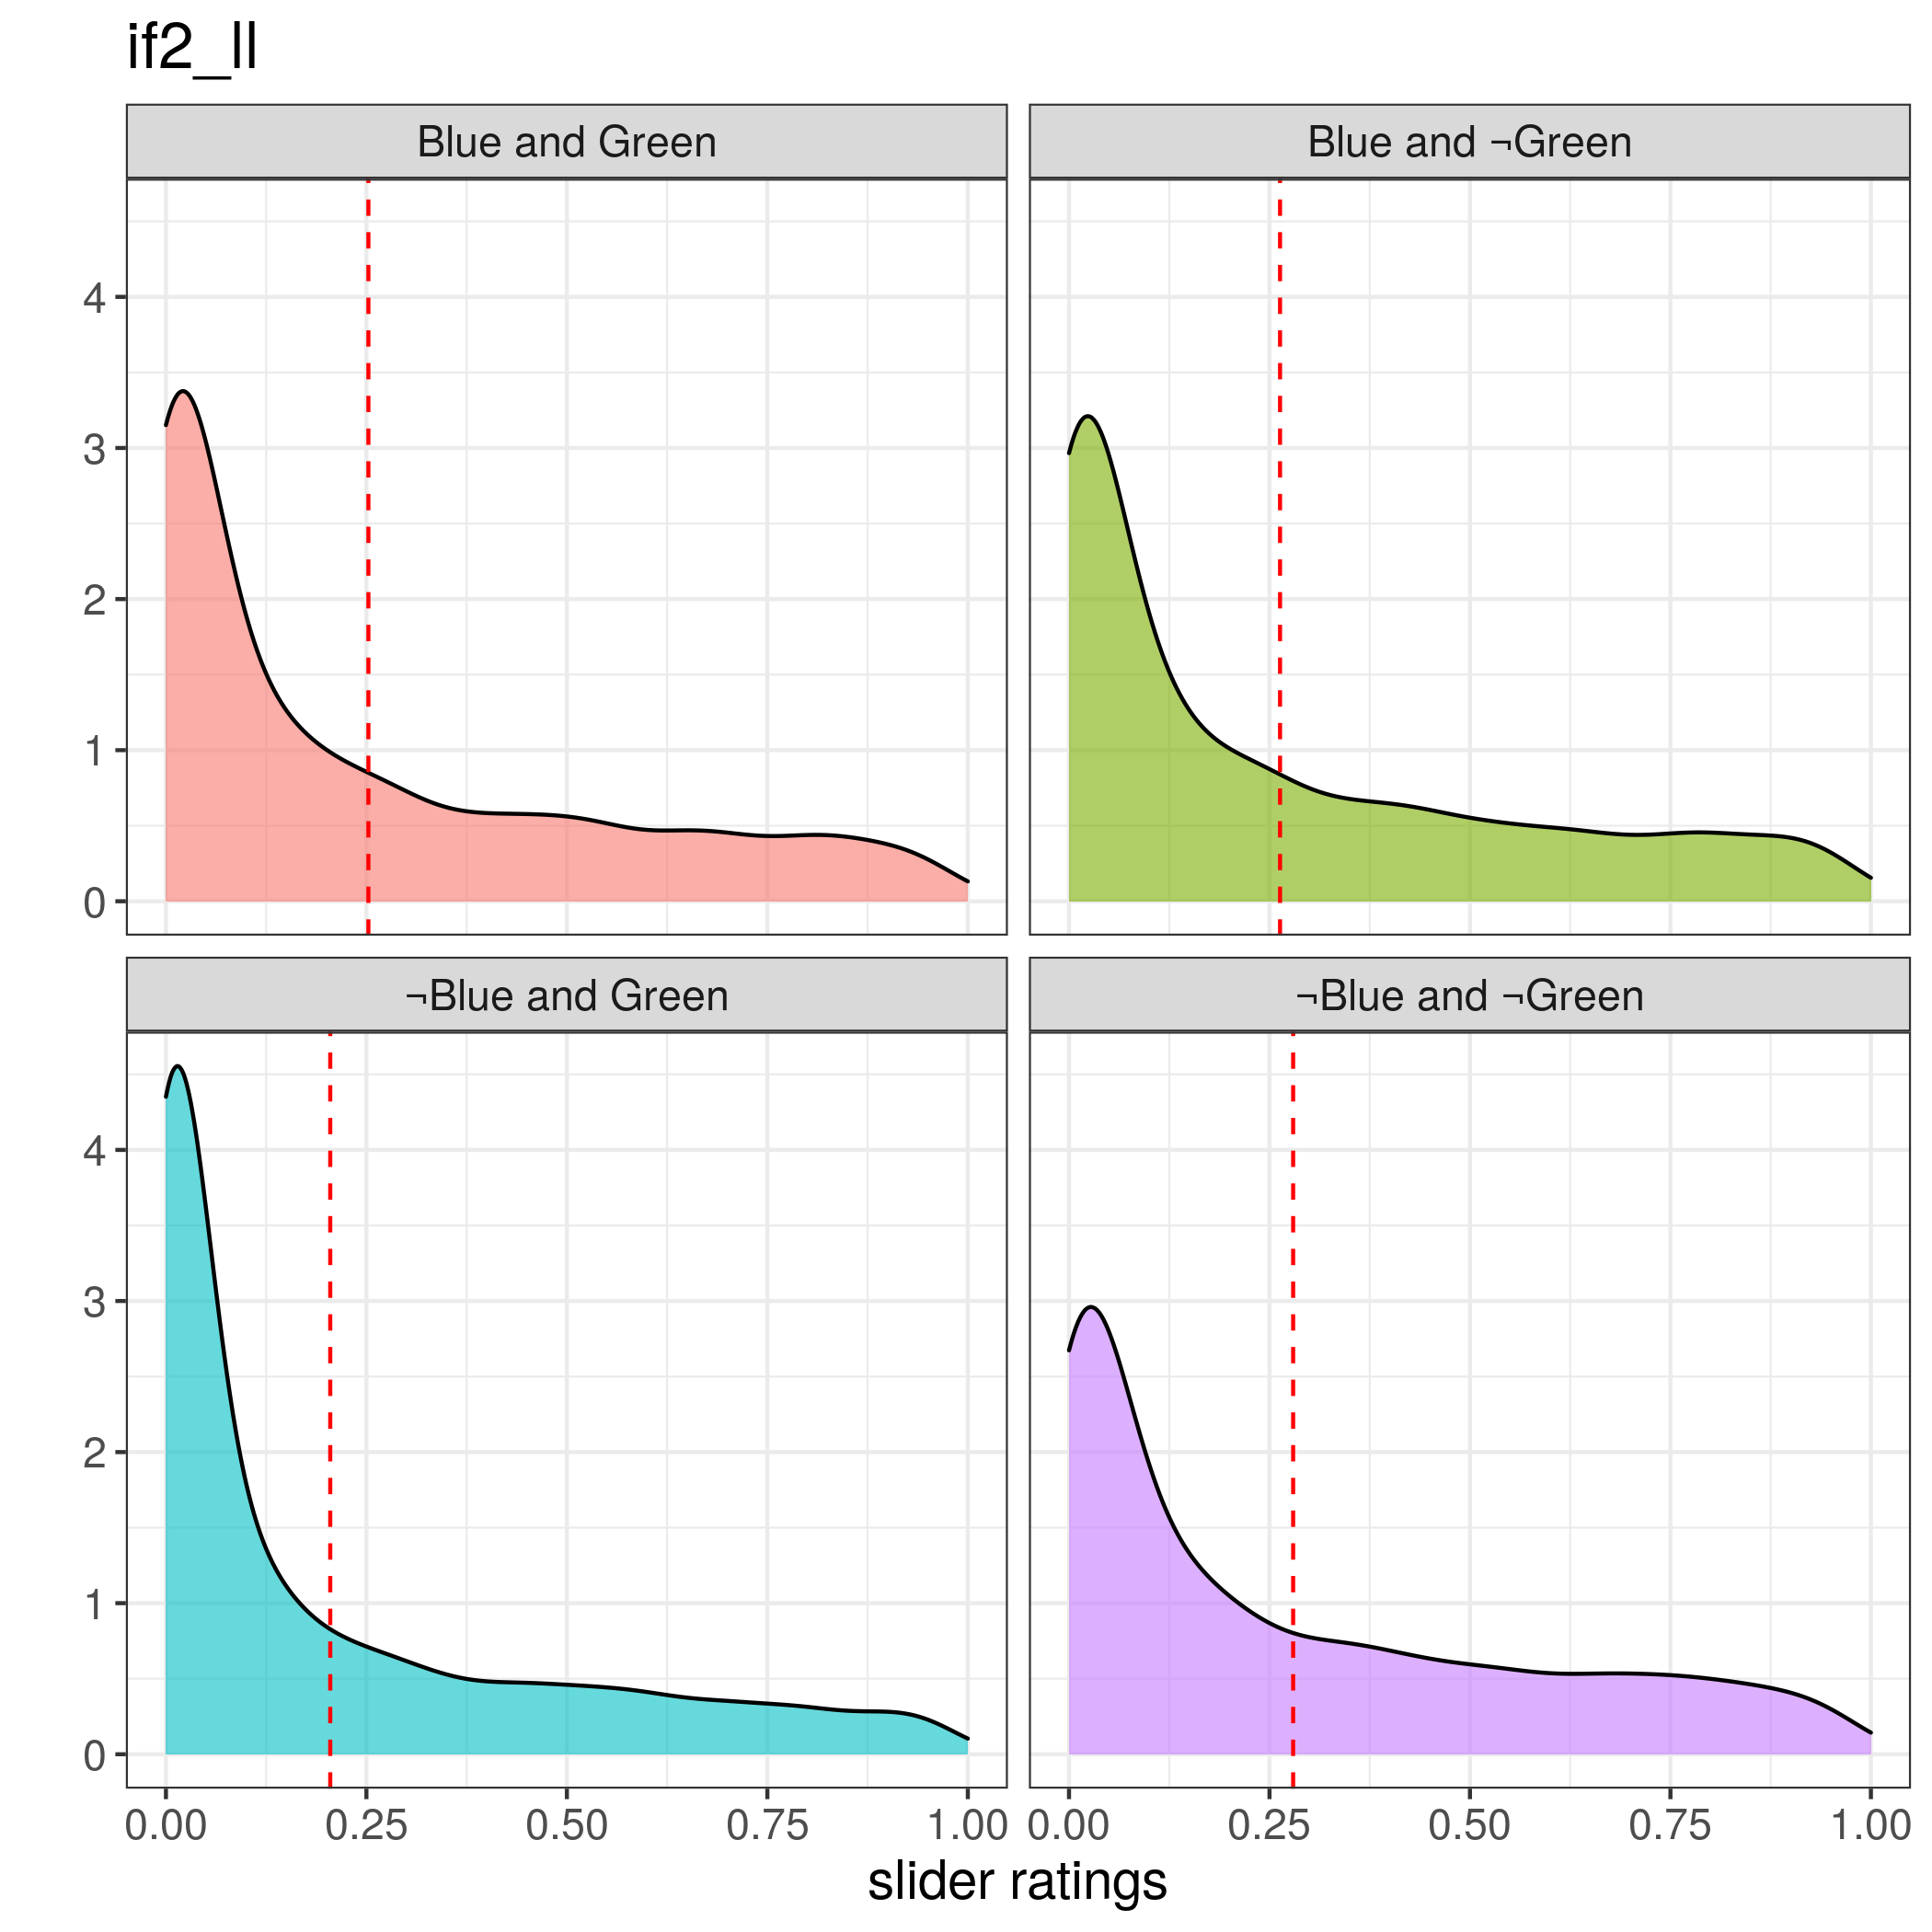 if2_ll
Blue and Green
Blue and ¬Green
4
3
2
1
0
¬Blue and Green
¬Blue and ¬Green
4
3
2
1
0
0.00 0.25 0.50 0.75 1.00 0.00 0.25 0.50 0.75 1.00
slider ratings